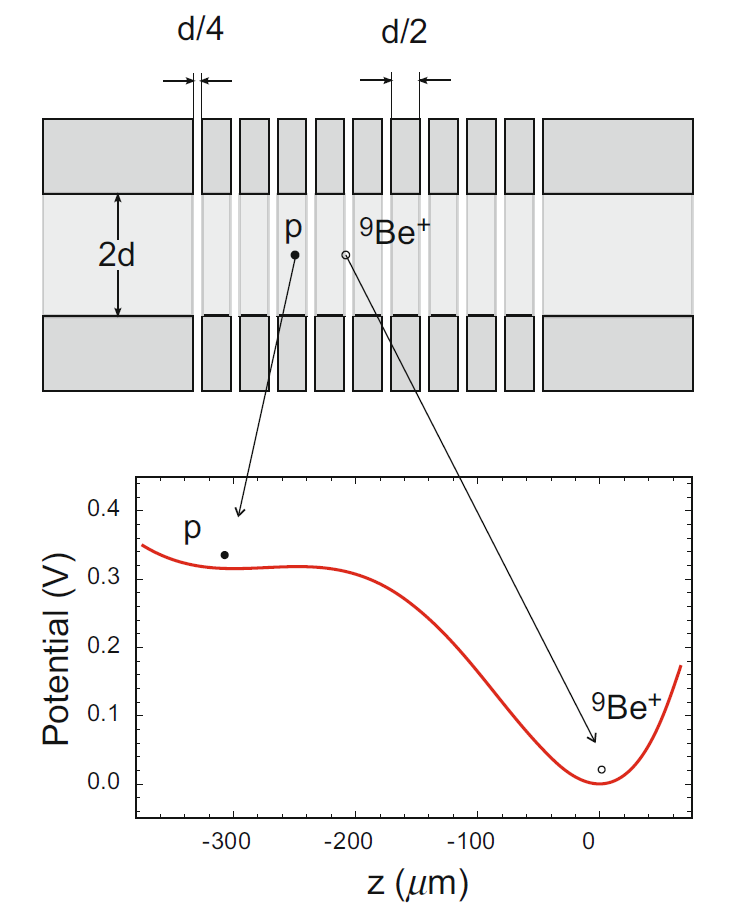 d/4
d/2
p
⁹Be⁺
2d
0.4
0.3
0.2
0.1
0.0
Potential (V)
p
⁹Be⁺
-300
-200
-100
0
z (μm)